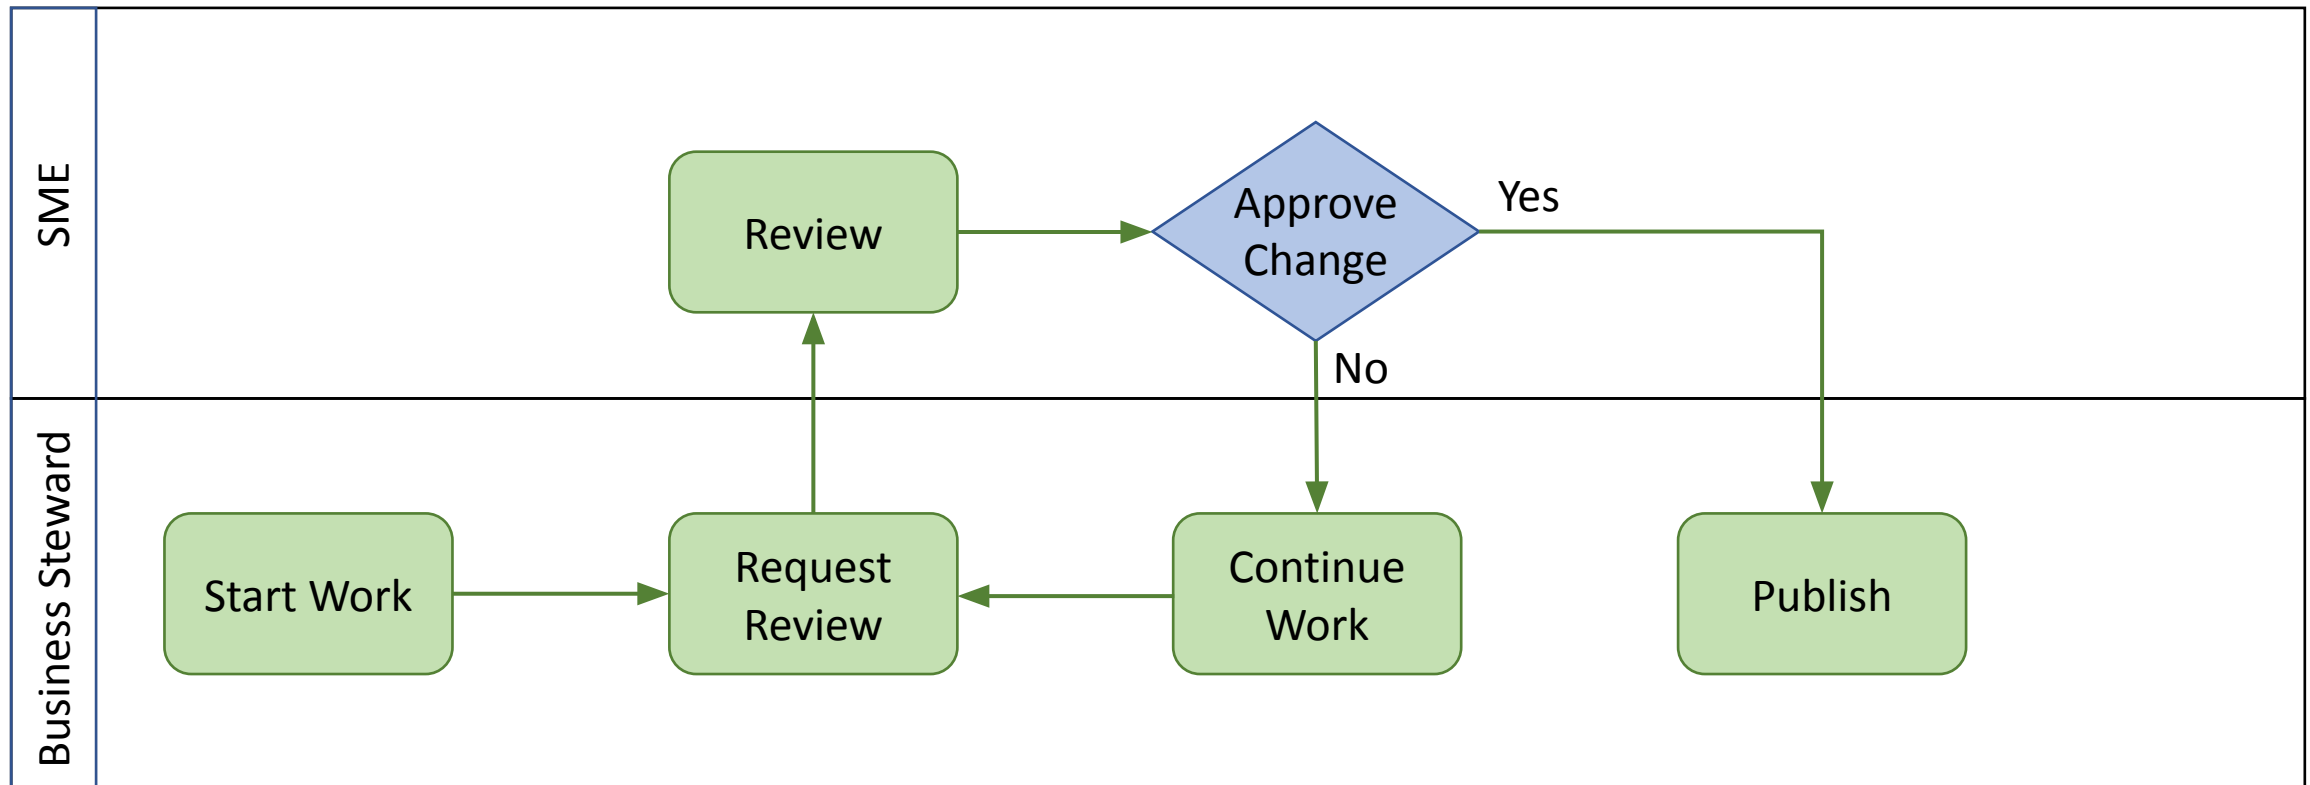 SME
Review
Approve
Change
Yes
No
Business Steward
Start Work
Request
Review
Continue
Work
Publish